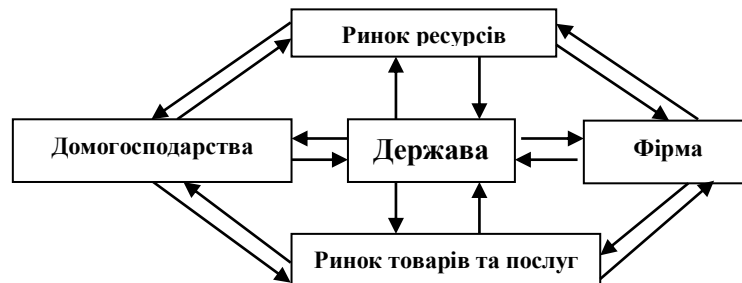 Ринок ресурсів
Домогосподарства
Держава
Фірма
Ринок товарів та послуг